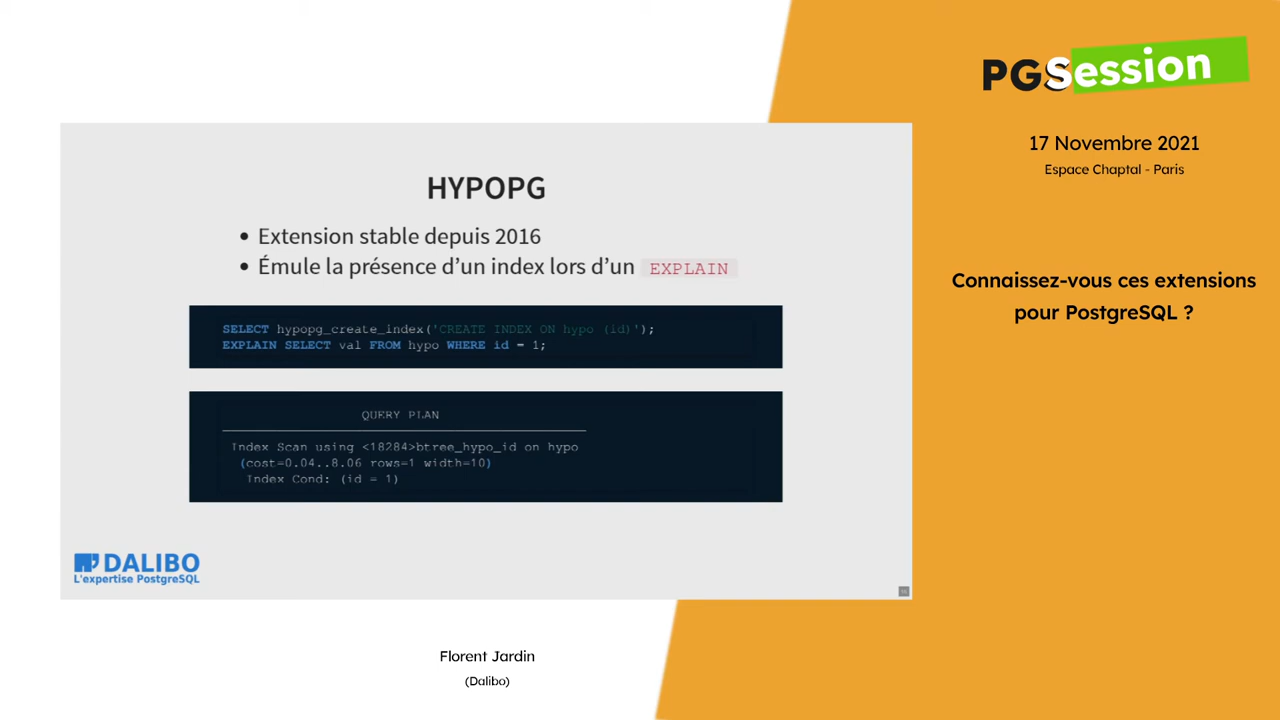 PGSession
17 Novembre 2021
Espace Chaptal - Paris
Connaissez-vous ces extensions
pour PostgreSQL ?
HYPOPG
• Extension stable depuis 2016
• Émule la présence d’un index lors d’un EXPLAIN
SELECT hypopg_create_index('CREATE INDEX ON hypo (id)');
EXPLAIN SELECT val FROM hypo WHERE id = 1;
QUERY PLAN
Index Scan using <18284>btree_hypo_id on hypo
(cost=0.04..8.06 rows=1 width=10)
Index Cond: (id = 1)
DALIBO
L'expertise PostgreSQL
Florent Jardin
(Dalibo)